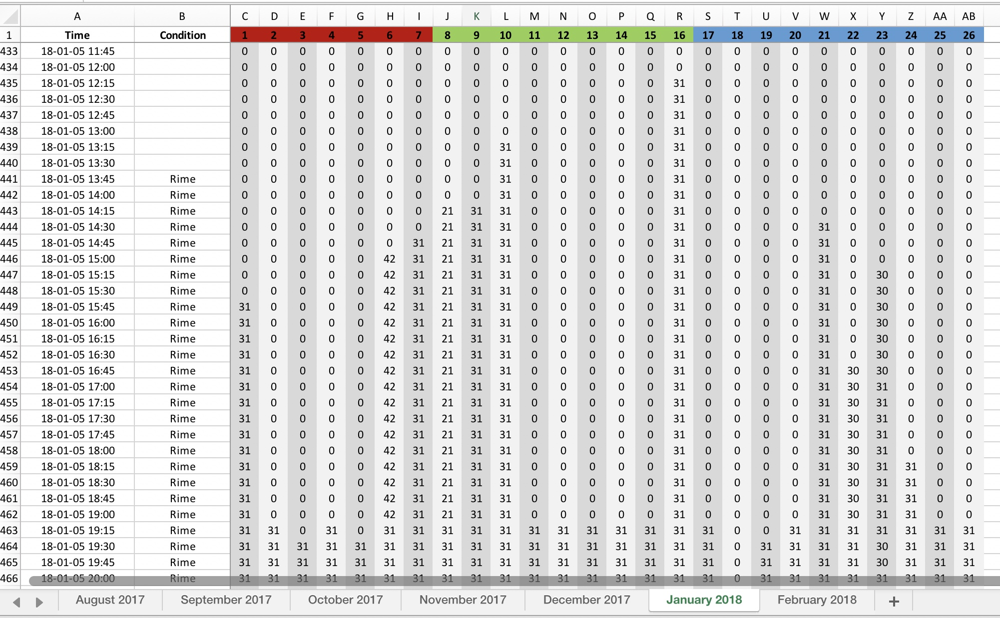 A B C D E F G H I J K L M N O P Q R S T U V W X Y Z AA AB
1 Time Condition 1 2 3 4 5 6 7 8 9 10 11 12 13 14 15 16 17 18 19 20 21 22 23 24 25 26
433 18-01-05 11:45 0 0 0 0 0 0 0 0 0 0 0 0 0 0 0 0 0 0 0 0 0 0 0 0 0 0
434 18-01-05 12:00 0 0 0 0 0 0 0 0 0 0 0 0 0 0 0 0 0 0 0 0 0 0 0 0 0 0
435 18-01-05 12:15 0 0 0 0 0 0 0 0 0 0 0 0 0 0 0 31 0 0 0 0 0 0 0 0 0 0
436 18-01-05 12:30 0 0 0 0 0 0 0 0 0 0 0 0 0 0 0 31 0 0 0 0 0 0 0 0 0 0
437 18-01-05 12:45 0 0 0 0 0 0 0 0 0 0 0 0 0 0 0 31 0 0 0 0 0 0 0 0 0 0
438 18-01-05 13:00 0 0 0 0 0 0 0 0 0 0 0 0 0 0 0 31 0 0 0 0 0 0 0 0 0 0
439 18-01-05 13:15 0 0 0 0 0 0 0 0 0 31 0 0 0 0 0 31 0 0 0 0 0 0 0 0 0 0
440 18-01-05 13:30 0 0 0 0 0 0 0 0 0 31 0 0 0 0 0 31 0 0 0 0 0 0 0 0 0 0
441 18-01-05 13:45 Rime 0 0 0 0 0 0 0 0 0 31 0 0 0 0 0 31 0 0 0 0 0 0 0 0 0 0
442 18-01-05 14:00 Rime 0 0 0 0 0 0 0 0 0 31 0 0 0 0 0 31 0 0 0 0 0 0 0 0 0 0
443 18-01-05 14:15 Rime 0 0 0 0 0 0 0 21 31 31 0 0 0 0 0 31 0 0 0 0 0 0 0 0 0 0
444 18-01-05 14:30 Rime 0 0 0 0 0 0 0 21 31 31 0 0 0 0 0 31 0 0 0 0 31 0 0 0 0 0
445 18-01-05 14:45 Rime 0 0 0 0 0 0 31 21 31 31 0 0 0 0 0 31 0 0 0 0 31 0 0 0 0 0
446 18-01-05 15:00 Rime 0 0 0 0 0 42 31 21 31 31 0 0 0 0 0 31 0 0 0 0 31 0 0 0 0 0
447 18-01-05 15:15 Rime 0 0 0 0 0 42 31 21 31 31 0 0 0 0 0 31 0 0 0 0 31 0 30 0 0 0
448 18-01-05 15:30 Rime 0 0 0 0 0 42 31 21 31 31 0 0 0 0 0 31 0 0 0 0 31 0 30 0 0 0
449 18-01-05 15:45 Rime 31 0 0 0 0 42 31 21 31 31 0 0 0 0 0 31 0 0 0 0 31 0 30 0 0 0
450 18-01-05 16:00 Rime 31 0 0 0 0 42 31 21 31 31 0 0 0 0 0 31 0 0 0 0 31 0 30 0 0 0
451 18-01-05 16:15 Rime 31 0 0 0 0 42 31 21 31 31 0 0 0 0 0 31 0 0 0 0 31 0 30 0 0 0
452 18-01-05 16:30 Rime 31 0 0 0 0 42 31 21 31 31 0 0 0 0 0 31 0 0 0 0 31 0 30 0 0 0
453 18-01-05 16:45 Rime 31 0 0 0 0 42 31 21 31 31 0 0 0 0 0 31 0 0 0 0 31 30 30 0 0 0
454 18-01-05 17:00 Rime 31 0 0 0 0 42 31 21 31 31 0 0 0 0 0 31 0 0 0 0 31 30 31 0 0 0
455 18-01-05 17:15 Rime 31 0 0 0 0 42 31 21 31 31 0 0 0 0 0 31 0 0 0 0 31 30 31 0 0 0
456 18-01-05 17:30 Rime 31 0 0 0 0 42 31 21 31 31 0 0 0 0 0 31 0 0 0 0 31 30 31 0 0 0
457 18-01-05 17:45 Rime 31 0 0 0 0 42 31 21 31 31 0 0 0 0 0 31 0 0 0 0 31 30 31 0 0 0
458 18-01-05 18:00 Rime 31 0 0 0 0 42 31 21 31 31 0 0 0 0 0 31 0 0 0 0 31 30 31 0 0 0
459 18-01-05 18:15 Rime 31 0 0 0 0 42 31 21 31 31 0 0 0 0 0 31 0 0 0 0 31 30 31 31 0 0
460 18-01-05 18:30 Rime 31 0 0 0 0 42 31 21 31 31 0 0 0 0 0 31 0 0 0 0 31 30 31 31 0 0
461 18-01-05 18:45 Rime 31 0 0 0 0 42 31 21 31 31 0 0 0 0 0 31 0 0 0 0 31 30 31 31 0 0
462 18-01-05 19:00 Rime 31 0 0 0 0 42 31 21 31 31 0 0 0 0 0 31 0 0 0 0 31 30 31 31 0 0
463 18-01-05 19:15 Rime 31 31 0 31 0 31 31 31 31 31 31 31 31 31 31 31 31 0 0 31 31 31 31 31 31 31
464 18-01-05 19:30 Rime 31 31 31 31 31 31 31 31 31 31 31 31 31 31 31 31 31 0 31 31 31 31 30 31 31 31
465 18-01-05 19:45 Rime 31 31 31 31 31 31 31 31 31 31 31 31 31 31 31 31 31 0 31 31 31 31 30 31 31 31
466 18-01-05 20:00 Rime 31 31 31 31 31 31 31 31 31 31 31 31 31 31 31 31 31 0 31 31 31 31 31 31 31 31
August 2017 September 2017 October 2017 November 2017 December 2017 January 2018 February 2018 +